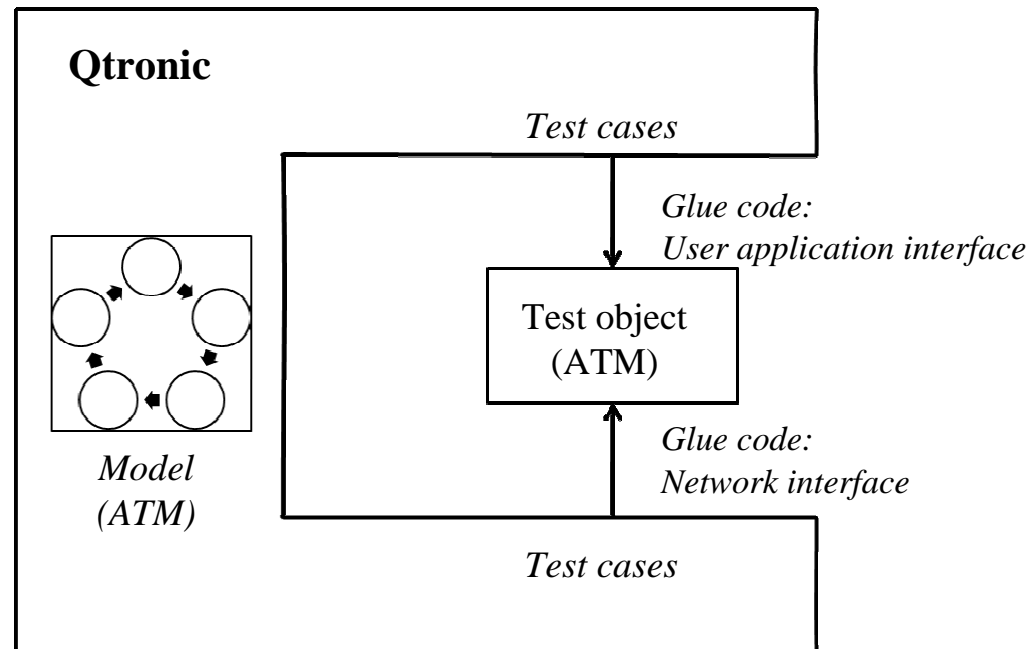 Qtronic
Test cases
Glue code:
User application interface
Test object
(ATM)
Glue code:
Network interface
Model
(ATM)
Test cases